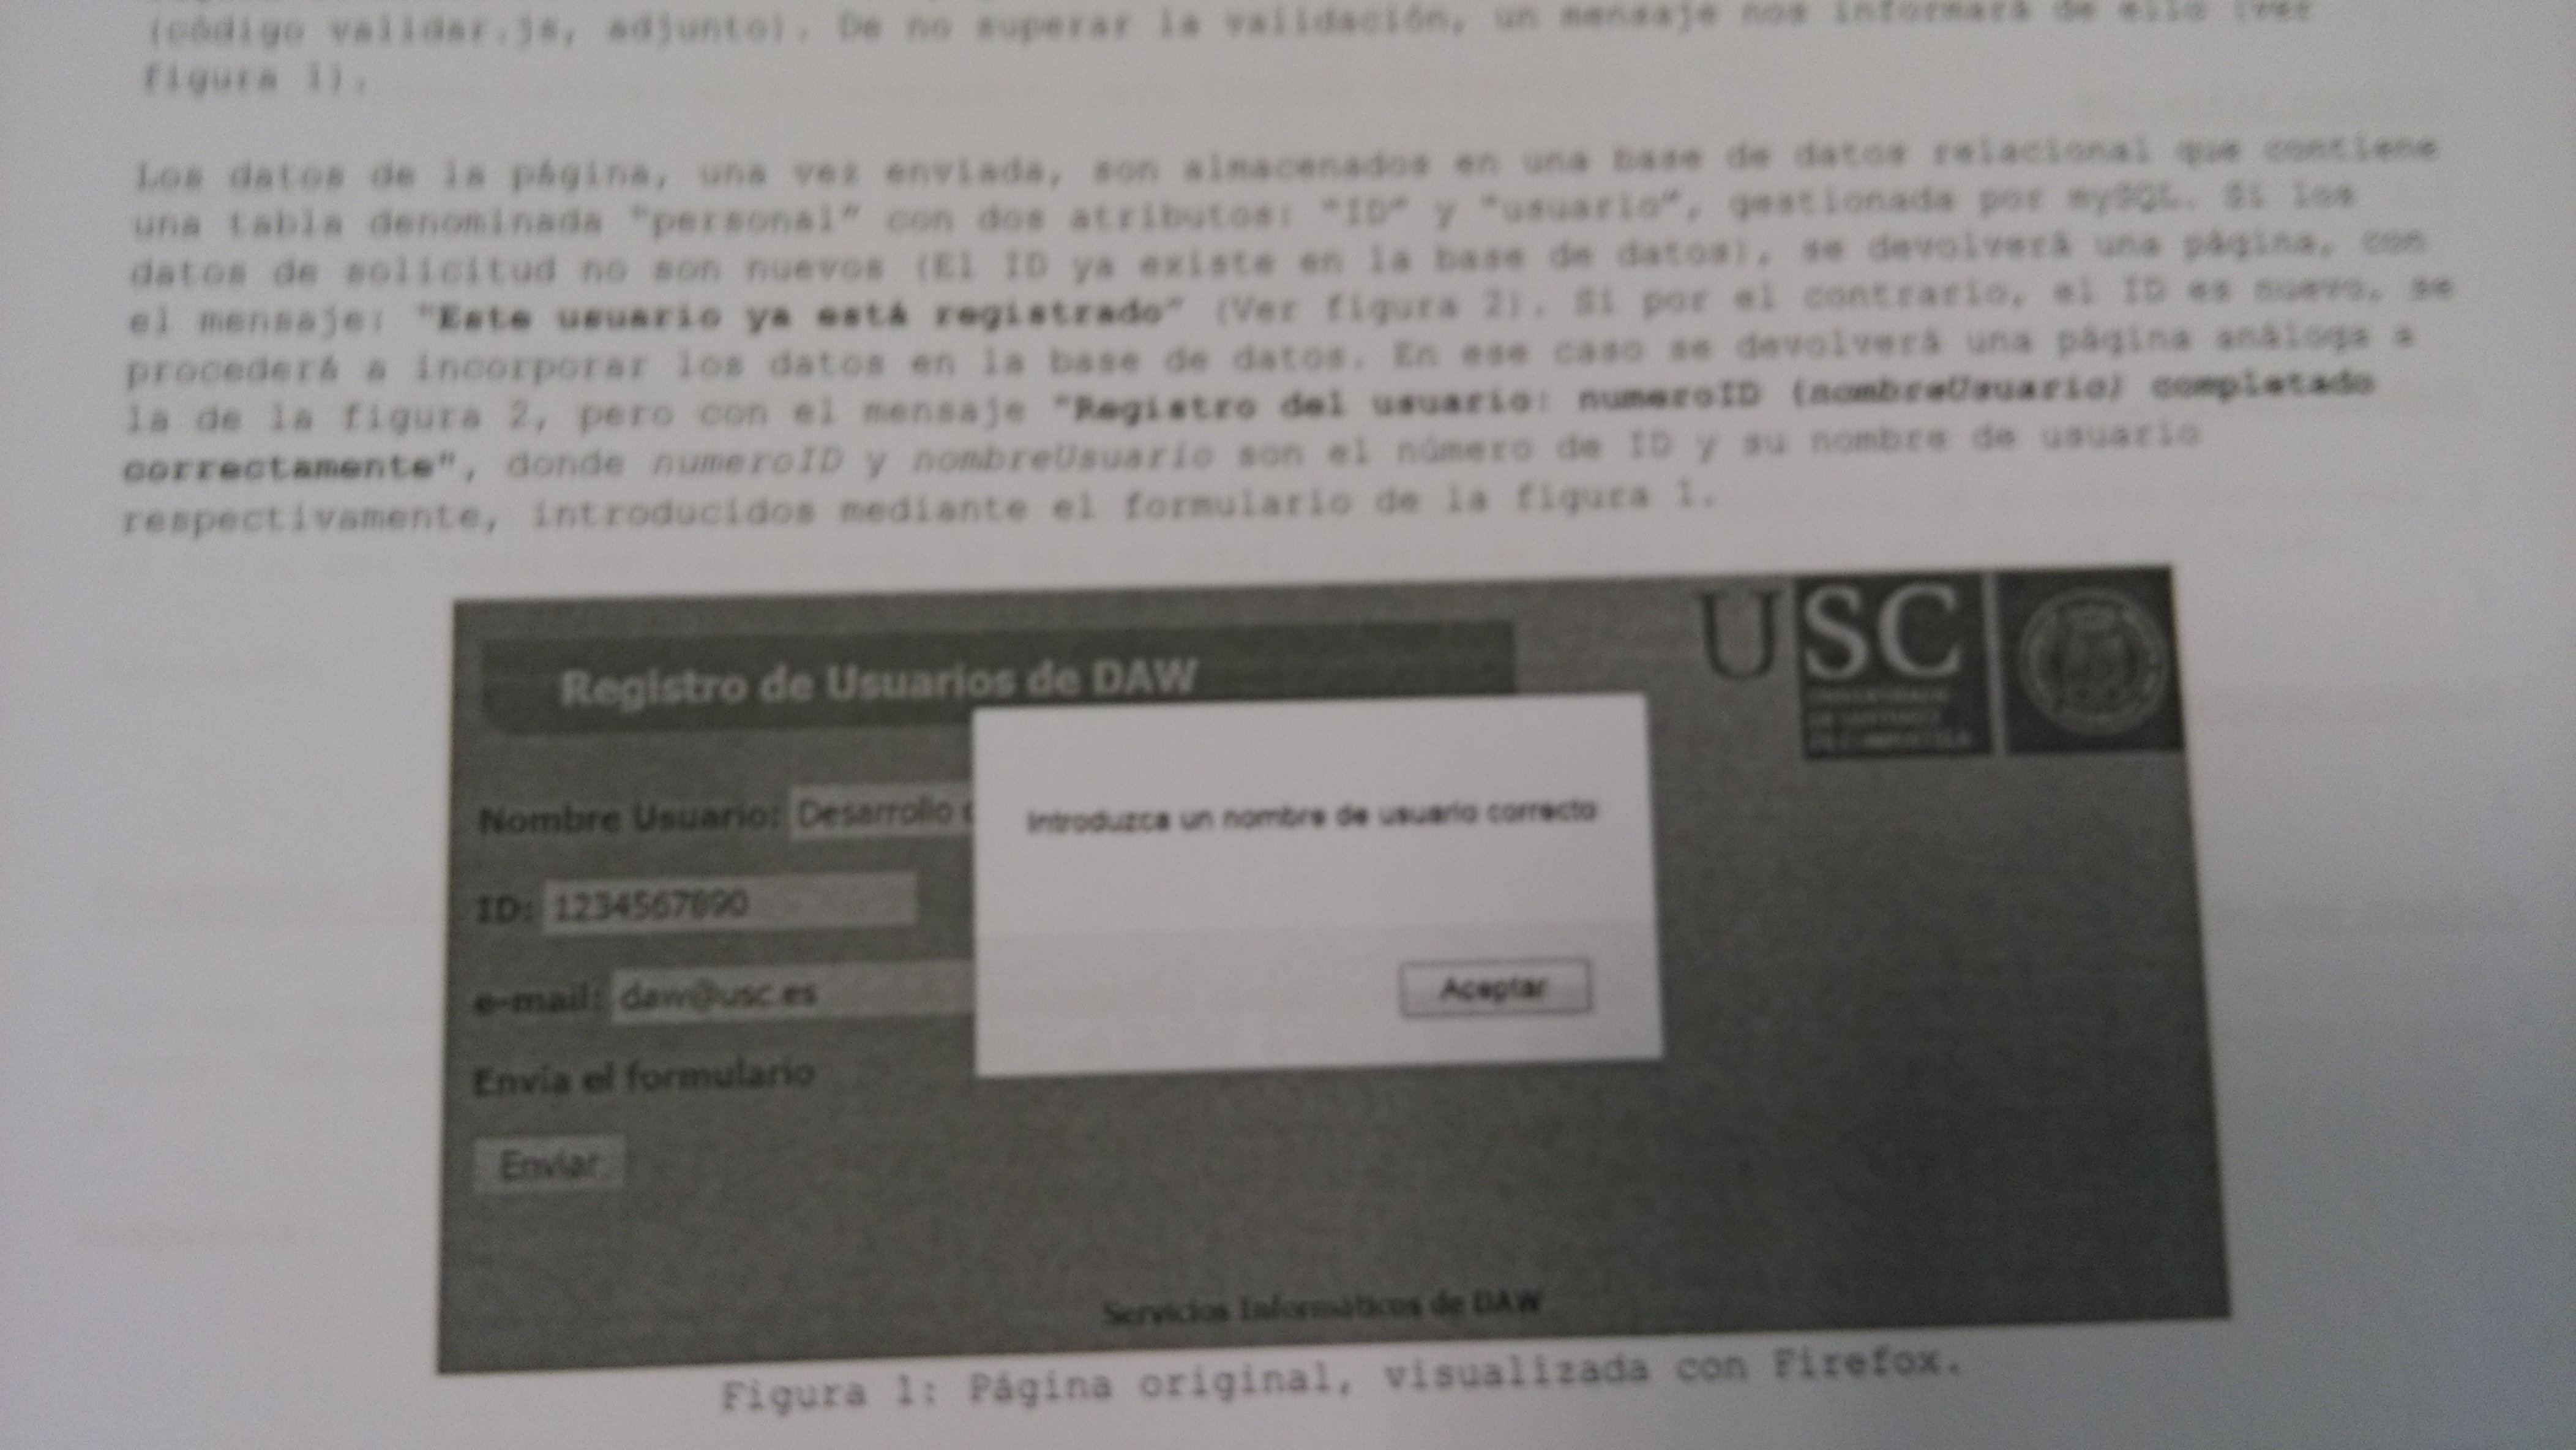 (código validar.js, adjunto). De no superar la validación, un mensaje nos informará de ello (ver
figura 1).
Los datos de la página, una vez enviada, son almacenados en una base de datos relacional que contiene
una tabla denominada "personal" con dos atributos: "ID" y "usuario", gestionada por mySQL. Si los
datos de solicitud no son nuevos (El ID ya existe en la base de datos), se devolverá una página, con
el mensaje: "Este usuario ya está registrado" (Ver figura 2). Si por el contrario, el ID es nuevo, se
procederá a incorporar los datos en la base de datos. En ese caso se devolverá una página análoga a
la de la figura 2, pero con el mensaje "Registro del usuario: numeroID (nombreUsuario) completado
correctamente", donde numeroID y nombreUsuario son el número de ID y su nombre de usuario
respectivamente, introducidos mediante el formulario de la figura 1.
USC
UNIVERSIDADE
DE SANTIAGO
DE COMPOSTELA
Registro de Usuarios de DAW
Nombre Usuario: Desarrollo
Introduzca un nombre de usuario correcto
ID: 1234567890
e-mail: daw@usc.es
Aceptar
Envía el formulario
Enviar
Servicios Informáticos de DAW
Figura 1: Página original, visualizada con Firefox.